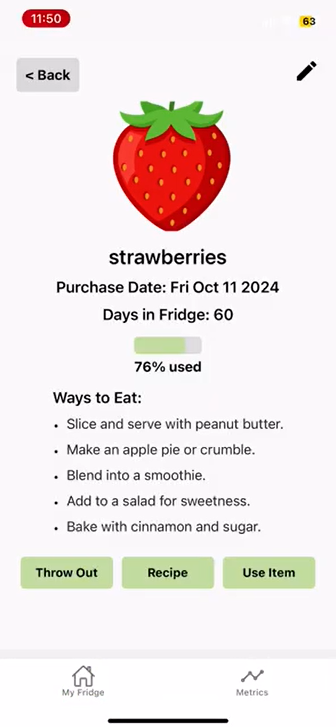 11:50
63
< Back
strawberries
Purchase Date: Fri Oct 11 2024
Days in Fridge: 60
76% used
Ways to Eat:
• Slice and serve with peanut butter.
• Make an apple pie or crumble.
• Blend into a smoothie.
• Add to a salad for sweetness.
• Bake with cinnamon and sugar.
Throw Out Recipe Use Item
My Fridge Metrics